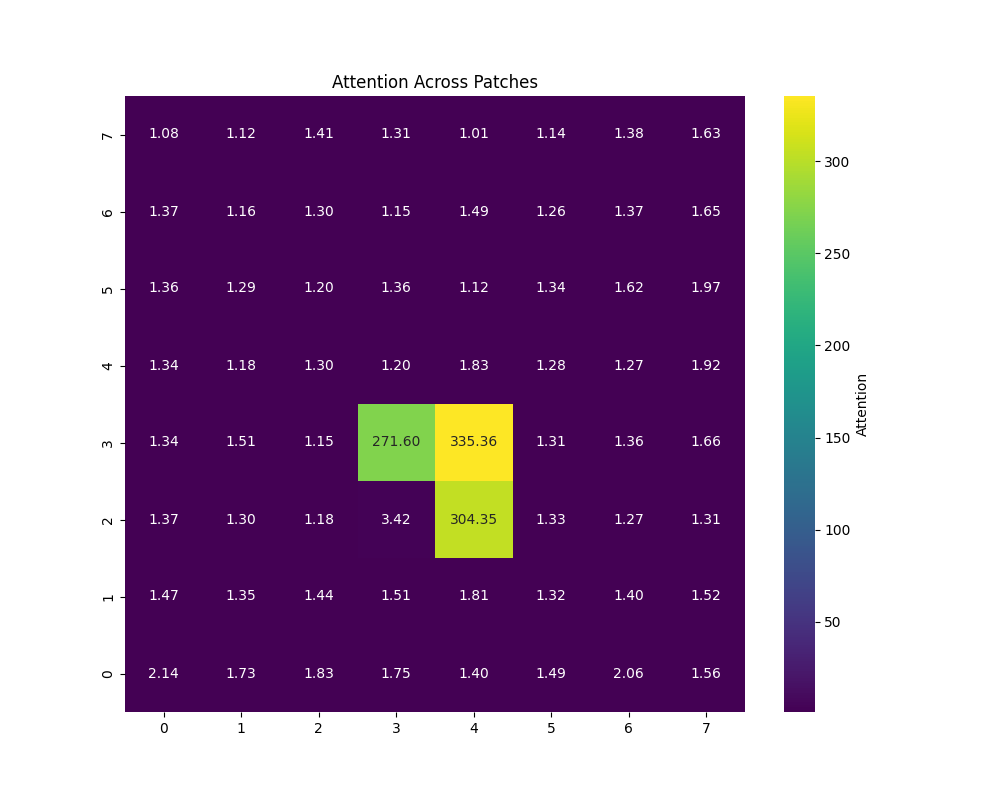 Attention Across Patches
7 1.08 1.12 1.41 1.31 1.01 1.14 1.38 1.63
6 1.37 1.16 1.30 1.15 1.49 1.26 1.37 1.65
5 1.36 1.29 1.20 1.36 1.12 1.34 1.62 1.97
4 1.34 1.18 1.30 1.20 1.83 1.28 1.27 1.92
3 1.34 1.51 1.15 271.60 335.36 1.31 1.36 1.66
2 1.37 1.30 1.18 3.42 304.35 1.33 1.27 1.31
1 1.47 1.35 1.44 1.51 1.81 1.32 1.40 1.52
0 2.14 1.73 1.83 1.75 1.40 1.49 2.06 1.56
0 1 2 3 4 5 6 7
300
250
200
150
100
50
Attention